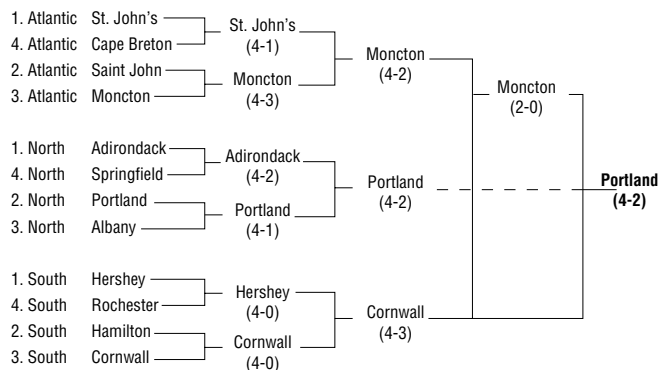 1. Atlantic St. John's
4. Atlantic Cape Breton
2. Atlantic Saint John
3. Atlantic Moncton
St. John's
(4-1)
Moncton
(4-3)
Moncton
(4-2)
Moncton
(2-0)
1. North Adirondack
4. North Springfield
2. North Portland
3. North Albany
Adirondack
(4-2)
Portland
(4-1)
Portland
(4-2)
Portland
(4-2)
1. South Hershey
4. South Rochester
2. South Hamilton
3. South Cornwall
Hershey
(4-0)
Cornwall
(4-0)
Cornwall
(4-3)